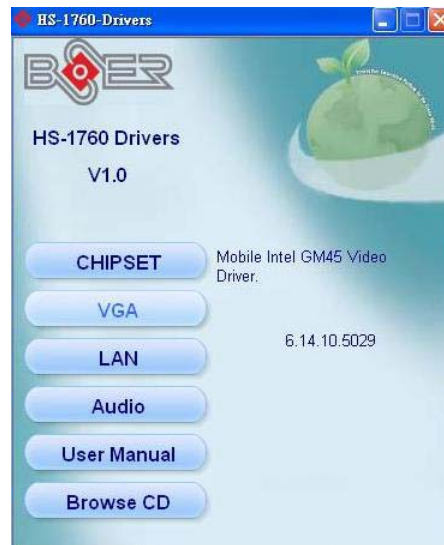 HS-1760-Drivers
BOSER
HS-1760 Drivers
V1.0
CHIPSET
Mobile Intel GM45 Video
Driver.
VGA
6.14.10.5029
LAN
Audio
User Manual
Browse CD